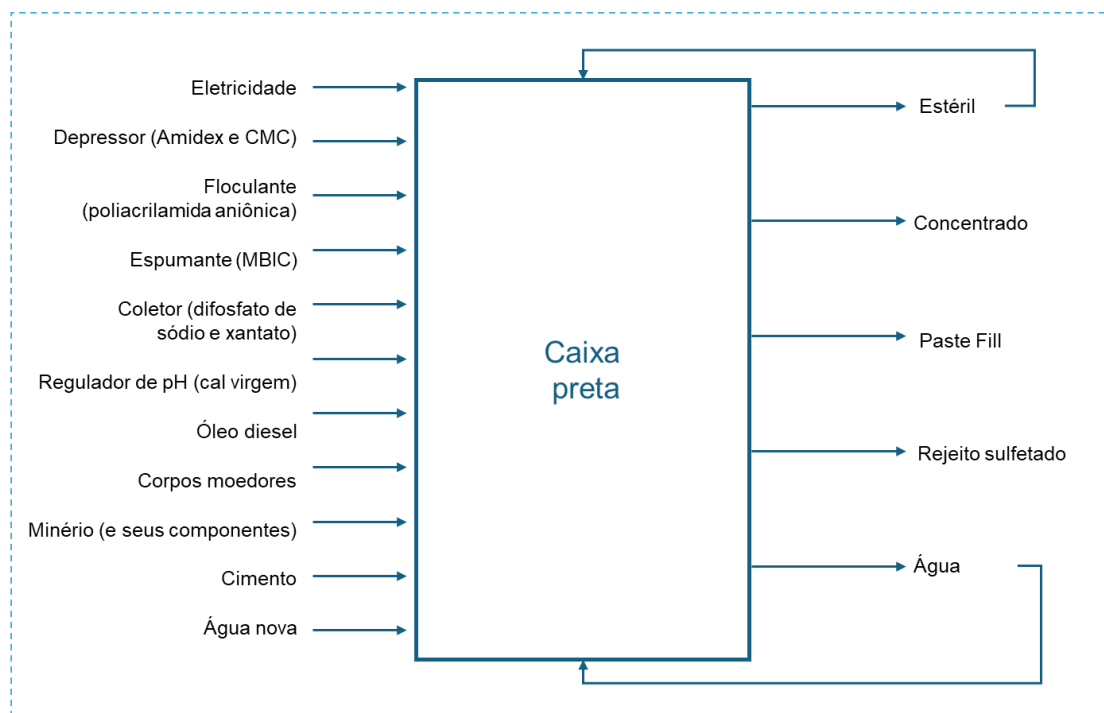 Eletricidade
Depressor (Amidex e CMC)
Floculante
(poliacrilamida aniônica)
Espumante (MBIC)
Coletor (difosfato de
sódio e xantato)
Regulador de pH (cal virgem)
Óleo diesel
Corpos moedores
Minério (e seus componentes)
Cimento
Água nova
Caixa
preta
Estéril
Concentrado
Paste Fill
Rejeito sulfetado
Água